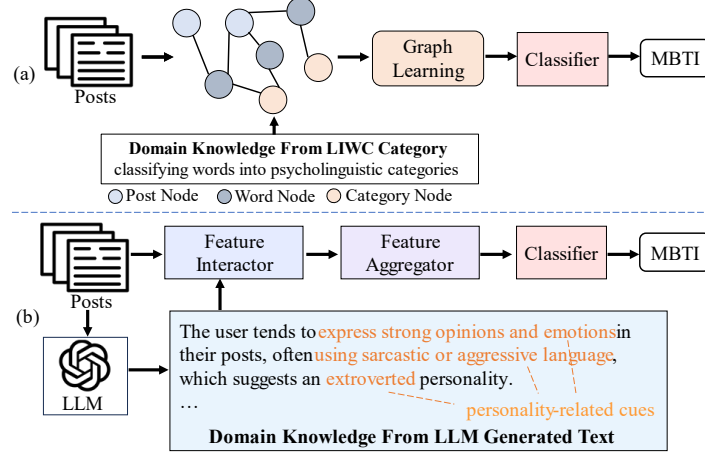 (a)
Posts
Graph
Learning
Classifier
MBTI
Domain Knowledge From LIWC Category
classifying words into psycholinguistic categories
Post Node
Word Node
Category Node
(b)
Posts
Feature
Interactor
Feature
Aggregator
Classifier
MBTI
LLM
The user tends to express strong opinions and emotions in
their posts, often using sarcastic or aggressive language,
which suggests an extroverted personality.
…
personality-related cues
Domain Knowledge From LLM Generated Text